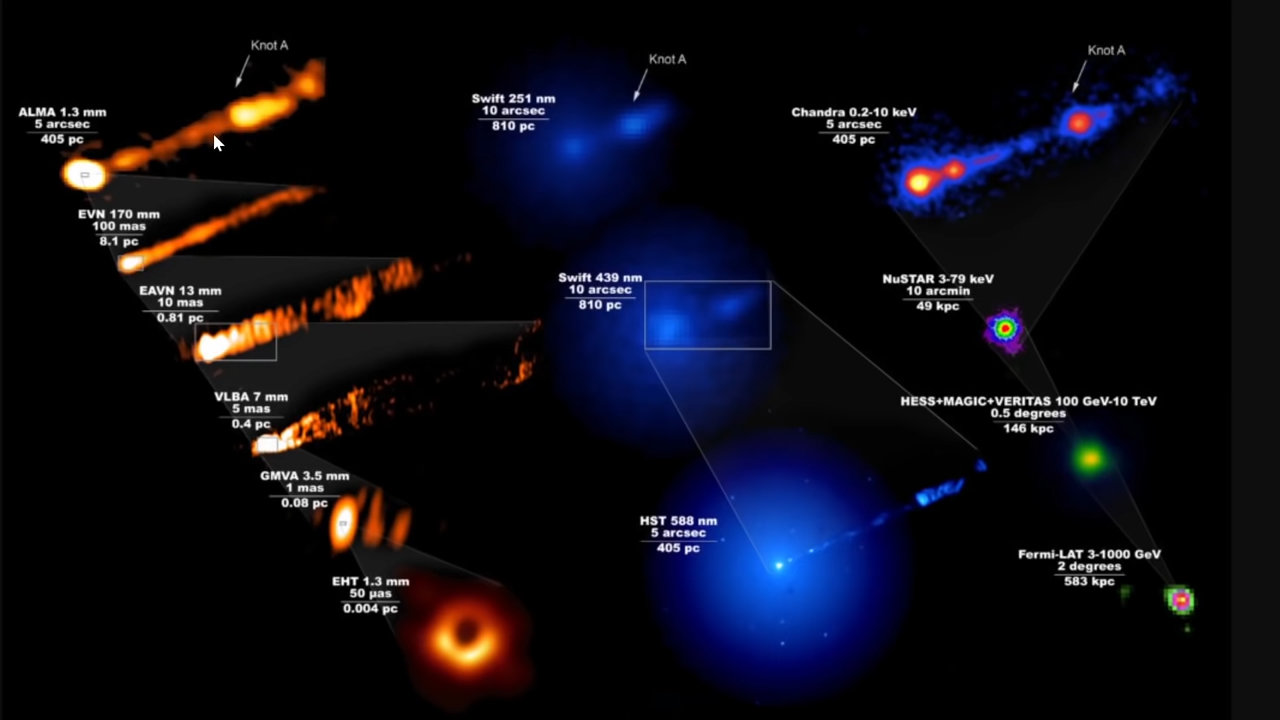 Knot A
ALMA 1.3 mm
5 arcsec
405 pc
EVN 170 mm
100 mas
8.1 pc
EAVN 13 mm
10 mas
0.81 pc
VLBA 7 mm
5 mas
0.4 pc
GMVA 3.5 mm
1 mas
0.08 pc
EHT 1.3 mm
50 µas
0.004 pc
Knot A
Swift 251 nm
10 arcsec
810 pc
Swift 439 nm
10 arcsec
810 pc
HST 588 nm
5 arcsec
405 pc
Knot A
Chandra 0.2-10 keV
5 arcsec
405 pc
NuSTAR 3-79 keV
10 arcmin
49 kpc
HESS+MAGIC+VERITAS 100 GeV-10 TeV
0.5 degrees
146 kpc
Fermi-LAT 3-1000 GeV
2 degrees
583 kpc